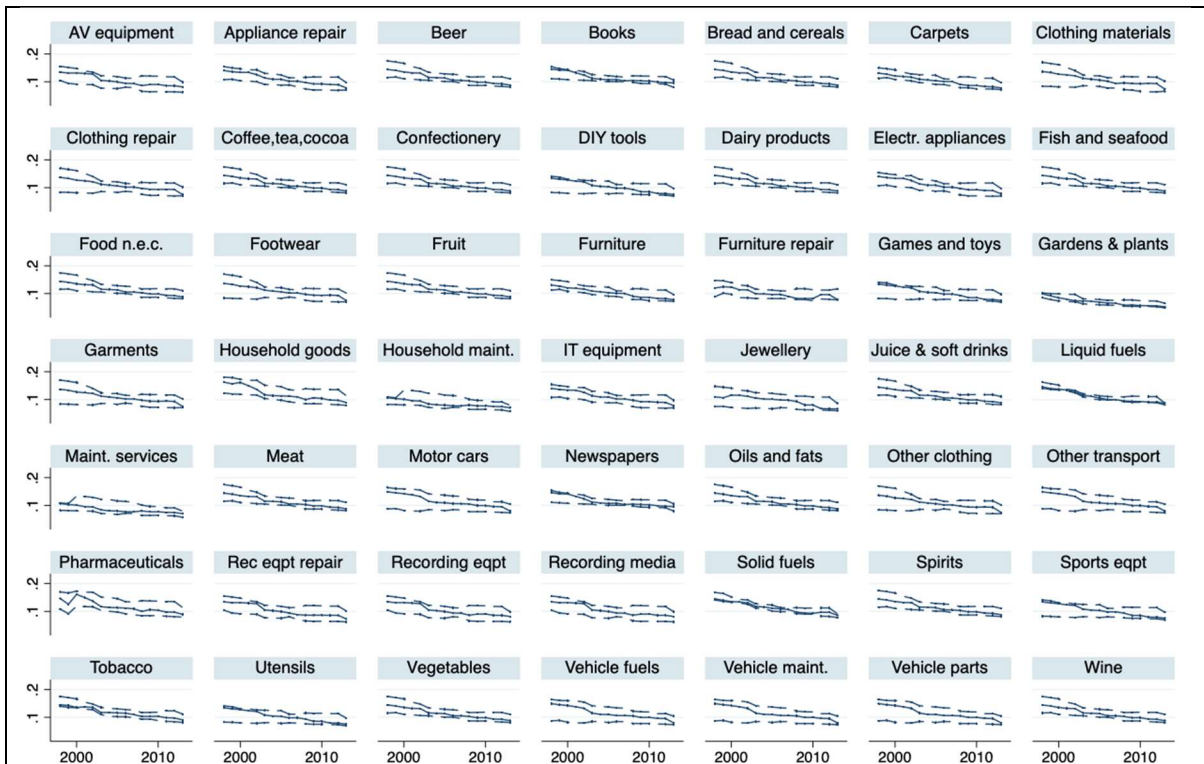 AV equipment Appliance repair Beer Books Bread and cereals Carpets Clothing materials
.2
.1
Clothing repair Coffee,tea,cocoa Confectionery DIY tools Dairy products Electr. appliances Fish and seafood
.2
.1
Food n.e.c. Footwear Fruit Furniture Furniture repair Games and toys Gardens & plants
.2
.1
Garments Household goods Household maint. IT equipment Jewellery Juice & soft drinks Liquid fuels
.2
.1
Maint. services Meat Motor cars Newspapers Oils and fats Other clothing Other transport
.2
.1
Pharmaceuticals Rec eqpt repair Recording eqpt Recording media Solid fuels Spirits Sports eqpt
.2
.1
Tobacco Utensils Vegetables Vehicle fuels Vehicle maint. Vehicle parts Wine
.2
.1
2000 2010 2000 2010 2000 2010 2000 2010 2000 2010 2000 2010 2000 2010